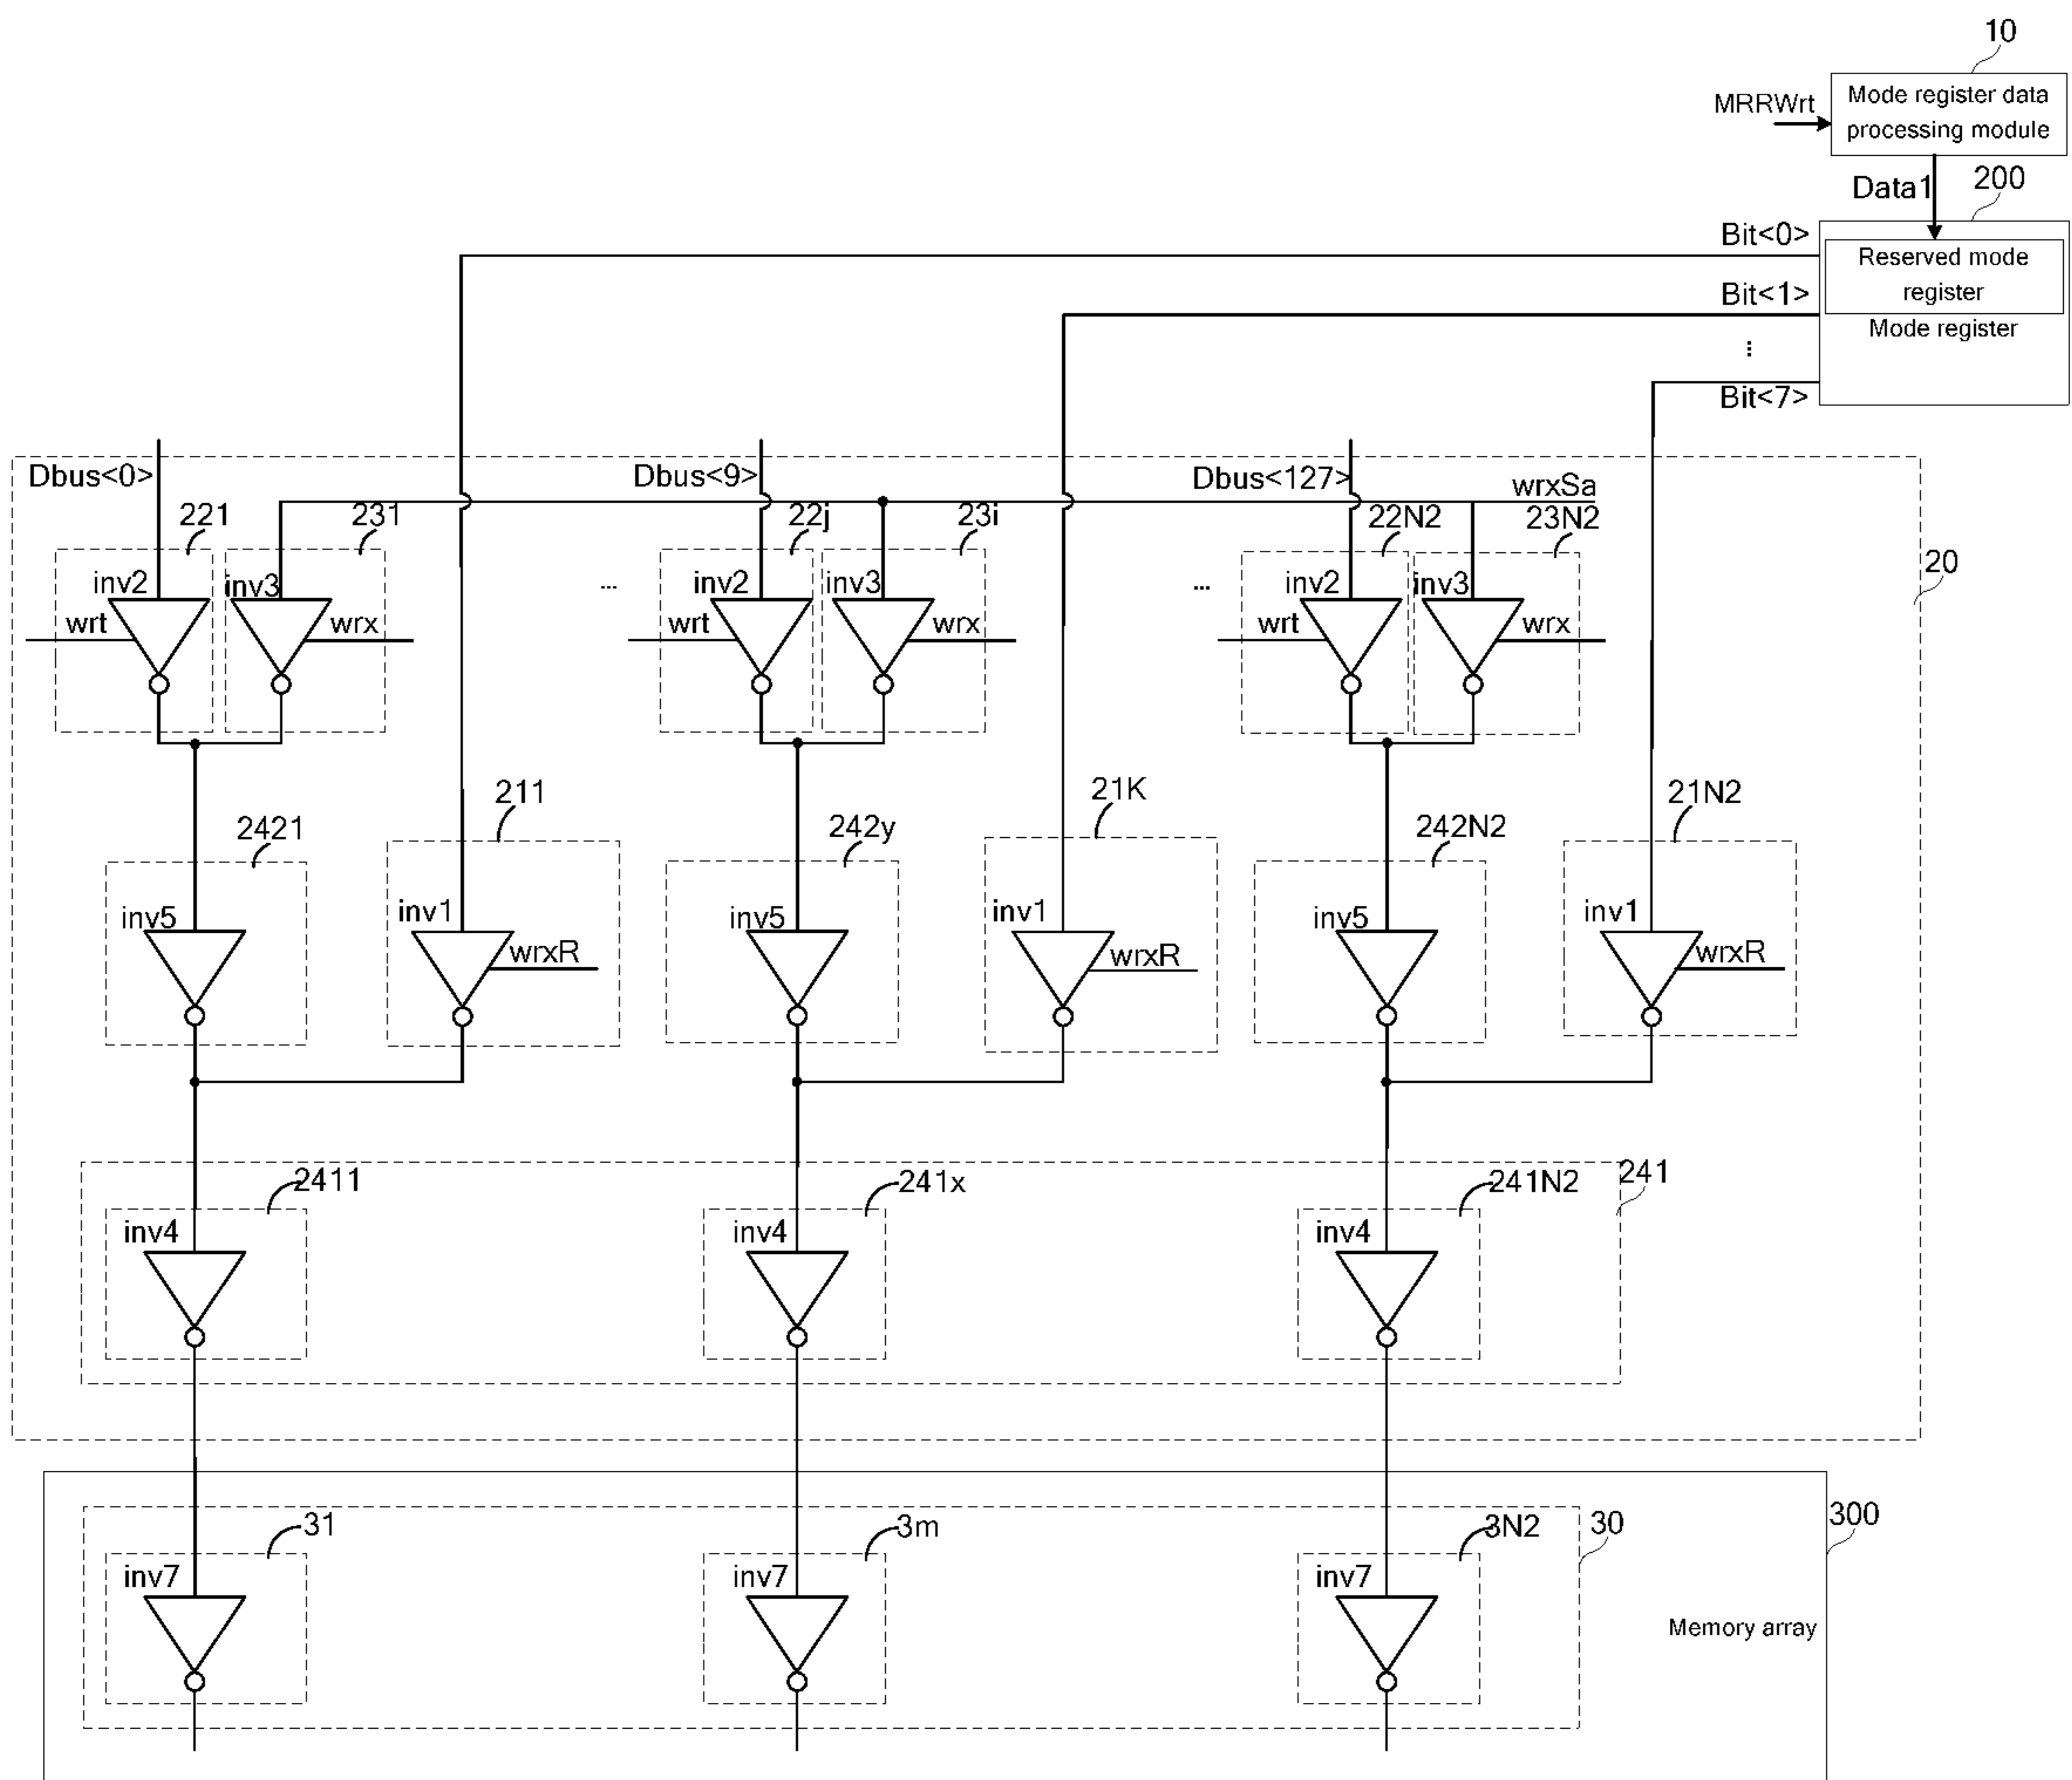 10
MRRWrt
Mode register data
processing module
Data1
200
Bit<0>
Reserved mode
register
Bit<1>
Mode register
⋮
Bit<7>
Dbus<0>
Dbus<9>
Dbus<127>
wrxSa
221
231
22j
23i
22N2
23N2
20
inv2
inv3
...
inv2
inv3
...
inv2
inv3
wrt
wrx
wrt
wrx
wrt
wrx
211
21K
21N2
2421
242y
242N2
inv5
inv1
inv5
inv1
inv5
inv1
wrxR
wrxR
wrxR
2411
241x
241N2
241
inv4
inv4
inv4
31
3m
3N2
30
300
inv7
inv7
inv7
Memory array